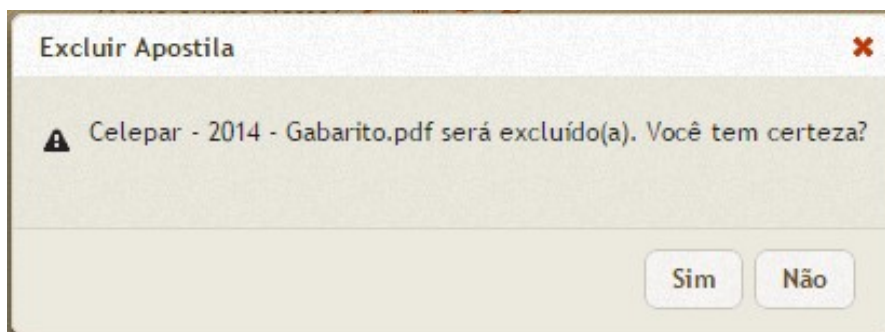 Excluir Apostila
Celepar - 2014 - Gabarito.pdf será excluído(a). Você tem certeza?
Sim Não